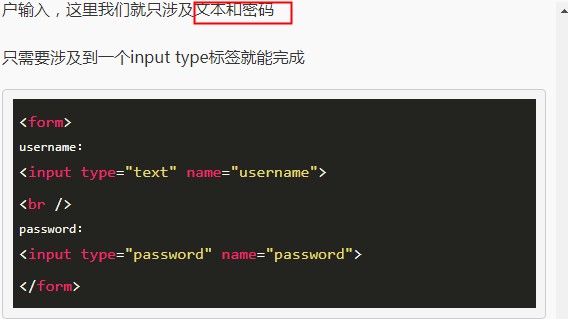 户输入，这里我们就只涉及文本和密码
只需要涉及到一个input type标签就能完成
<form>
username:
<input type="text" name="username">
<br />
password:
<input type="password" name="password">
</form>